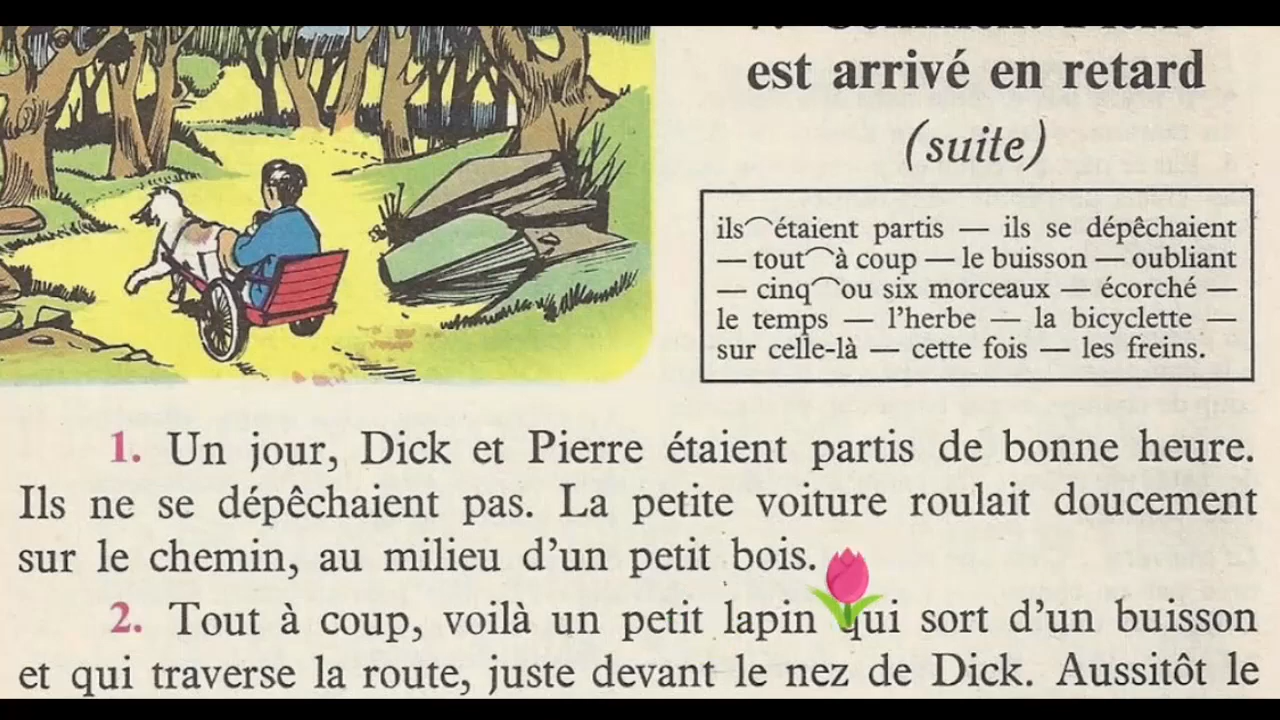 est arrivé en retard
(suite)
ils étaient partis — ils se dépêchaient
— tout à coup — le buisson — oubliant
— cinq ou six morceaux — écorché —
le temps — l'herbe — la bicyclette —
sur celle-là — cette fois — les freins.
1. Un jour, Dick et Pierre étaient partis de bonne heure.
Ils ne se dépêchaient pas. La petite voiture roulait doucement
sur le chemin, au milieu d'un petit bois.
2. Tout à coup, voilà un petit lapin qui sort d'un buisson
et qui traverse la route, juste devant le nez de Dick. Aussitôt le